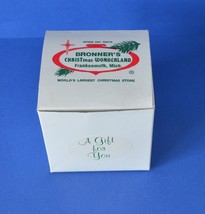 BRONNER'S
CHRISTmas WONDERLAND
Frankenmuth, Mich.
®
WORLD'S LARGEST CHRISTMAS STORE
A Gift
for
You